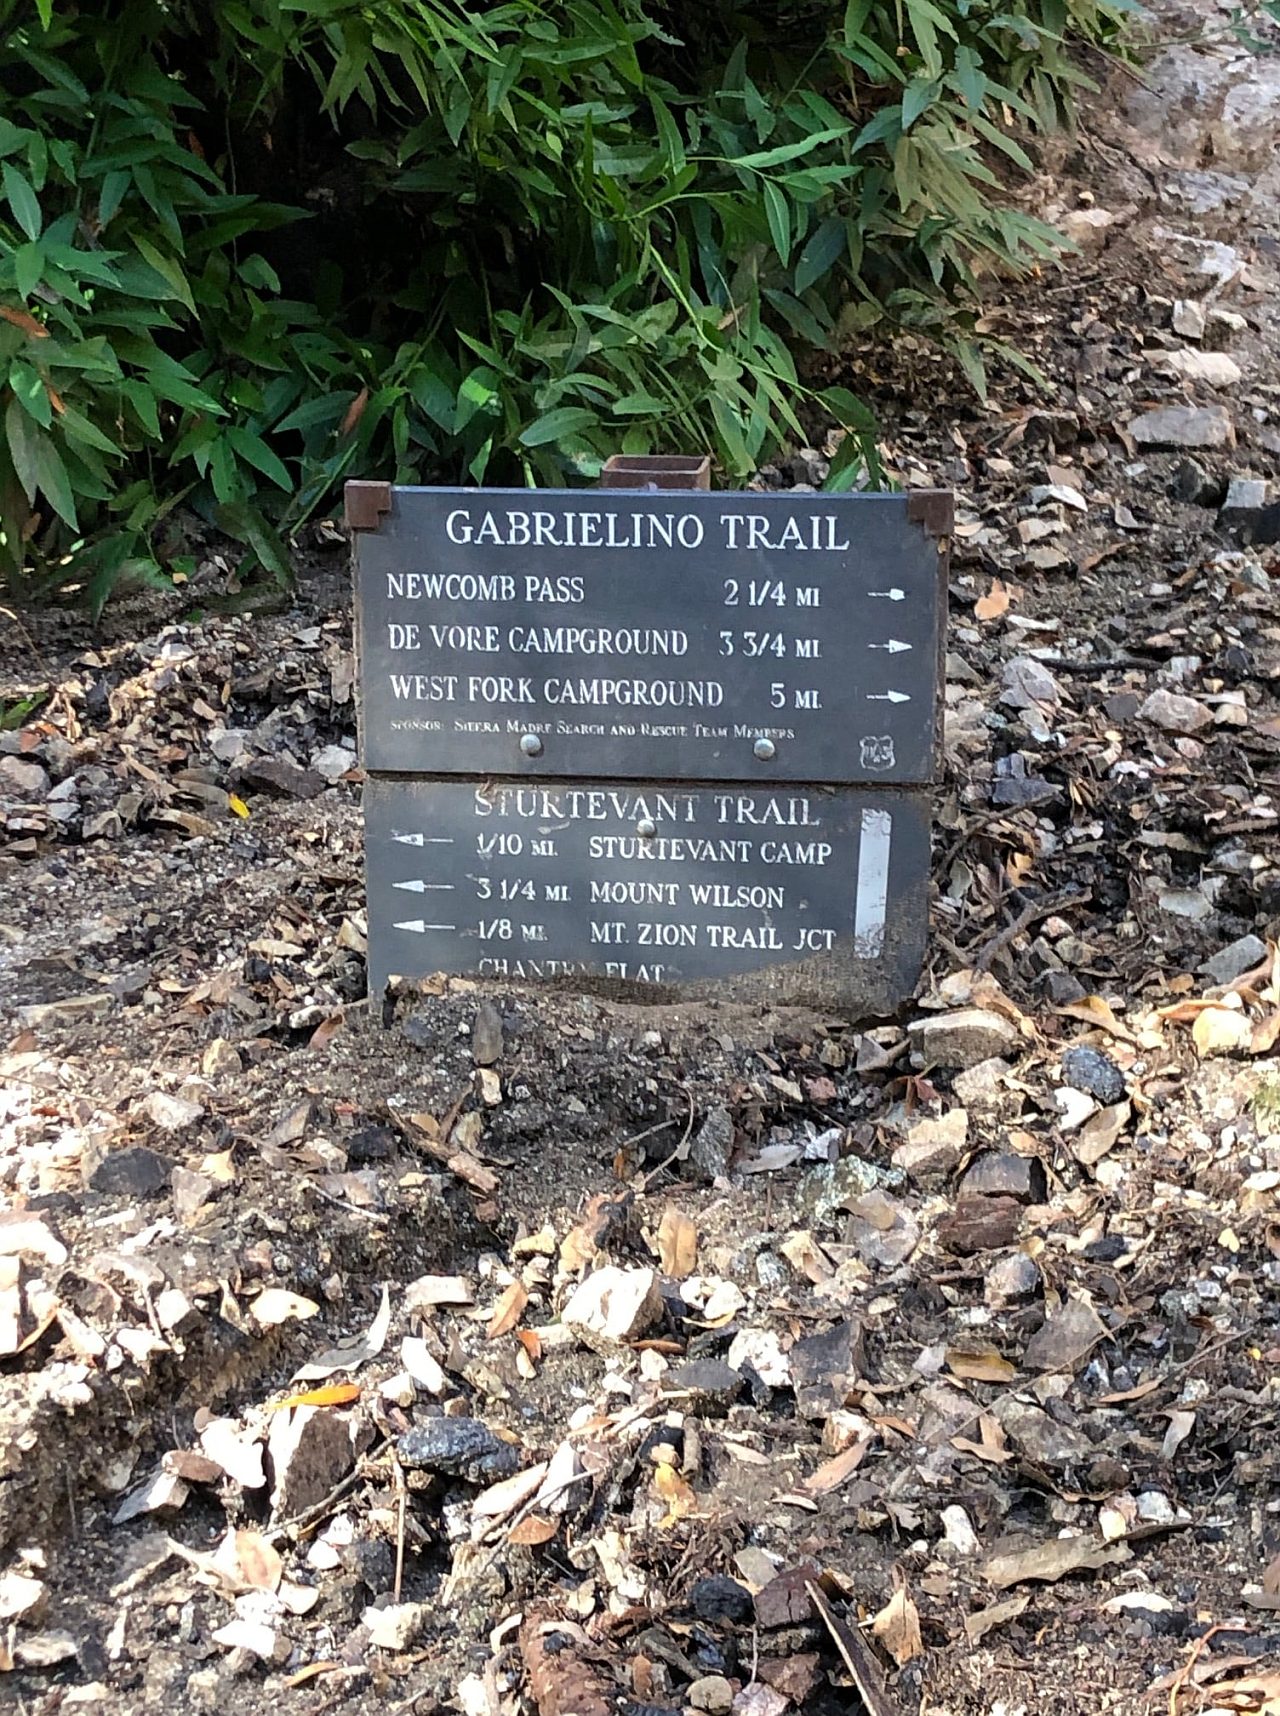 GABRIELINO TRAIL
NEWCOMB PASS 2 1/4 MI
DE VORE CAMPGROUND 3 3/4 MI.
WEST FORK CAMPGROUND 5 MI.
SPONSOR: SIERRA MADRE SEARCH AND RESCUE TEAM MEMBERS
STURTEVANT TRAIL
1/10 MI. STURTEVANT CAMP
3 1/4 MI. MOUNT WILSON
1/8 MI. MT. ZION TRAIL JCT
CHANTRY FLAT